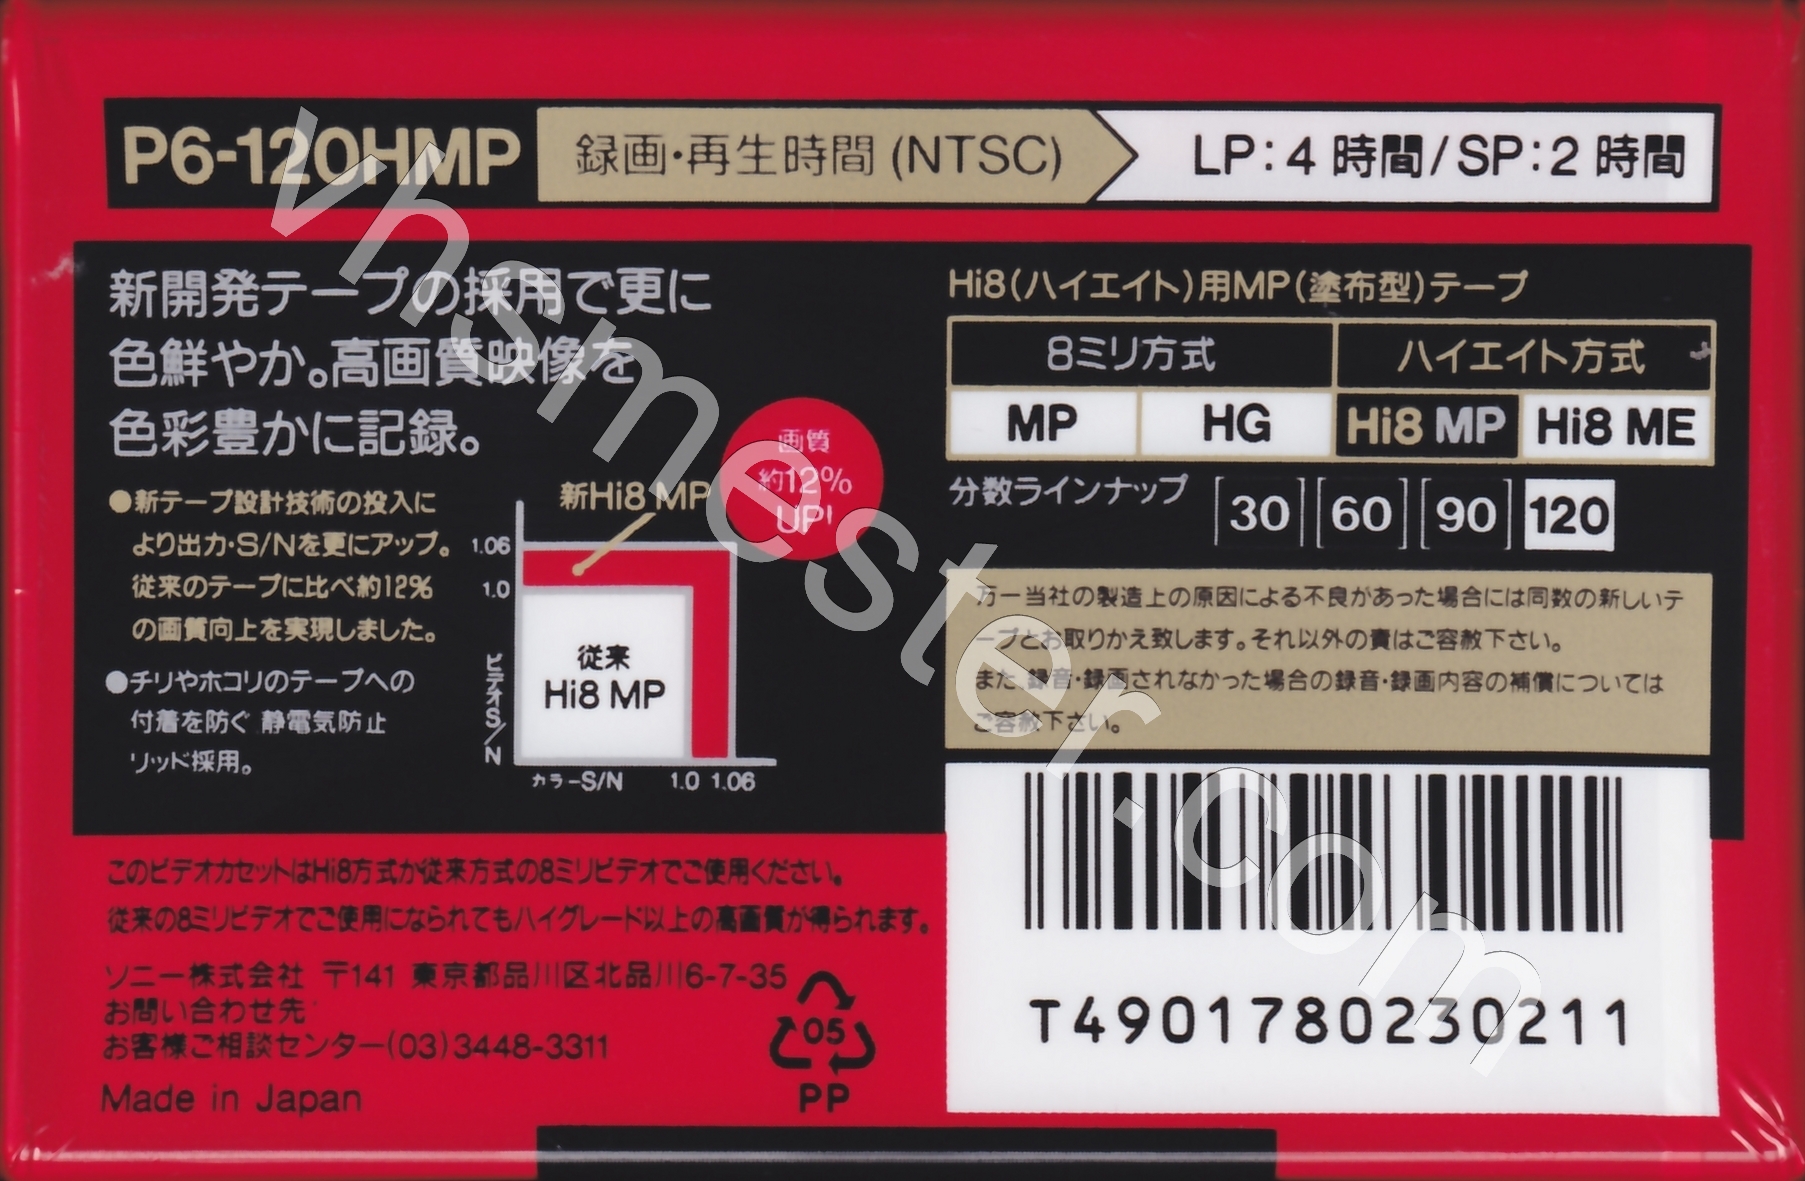 P6-120HMP 録画・再生時間 (NTSC) LP:4 時間/SP:2 時間
新開発テープの採用で更に
色鮮やか。高画質映像を
色彩豊かに記録。
●新テープ設計技術の投入に
より出力・S/Nを更にアップ。
従来のテープに比べ約12%
の画質向上を実現しました。
●チリやホコリのテープへの
付着を防ぐ 静電気防止
リッド採用。
画質
約12%
UP!
新Hi8 MP
1.06
1.0
従来
Hi8 MP
ビデオS/N
カラーS/N 1.0 1.06
Hi8(ハイエイト)用MP(塗布型)テープ
8ミリ方式 ハイエイト方式
MP HG Hi8 MP Hi8 ME
分数ラインナップ 30 60 90 120
万一当社の製造上の原因による不良があった場合には同数の新しいテ
ープとお取りかえ致します。それ以外の責はご容赦下さい。
また、録音・録画されなかった場合の録音・録画内容の補償については
ご容赦下さい。
このビデオカセットはHi8方式か従来方式の8ミリビデオでご使用ください。
従来の8ミリビデオでご使用になられてもハイグレード以上の高画質が得られます。
ソニー株式会社 〒141 東京都品川区北品川6-7-35
お問い合わせ先
お客様ご相談センター(03)3448-3311
Made in Japan
05
PP
T4901780230211
vhsmester.com